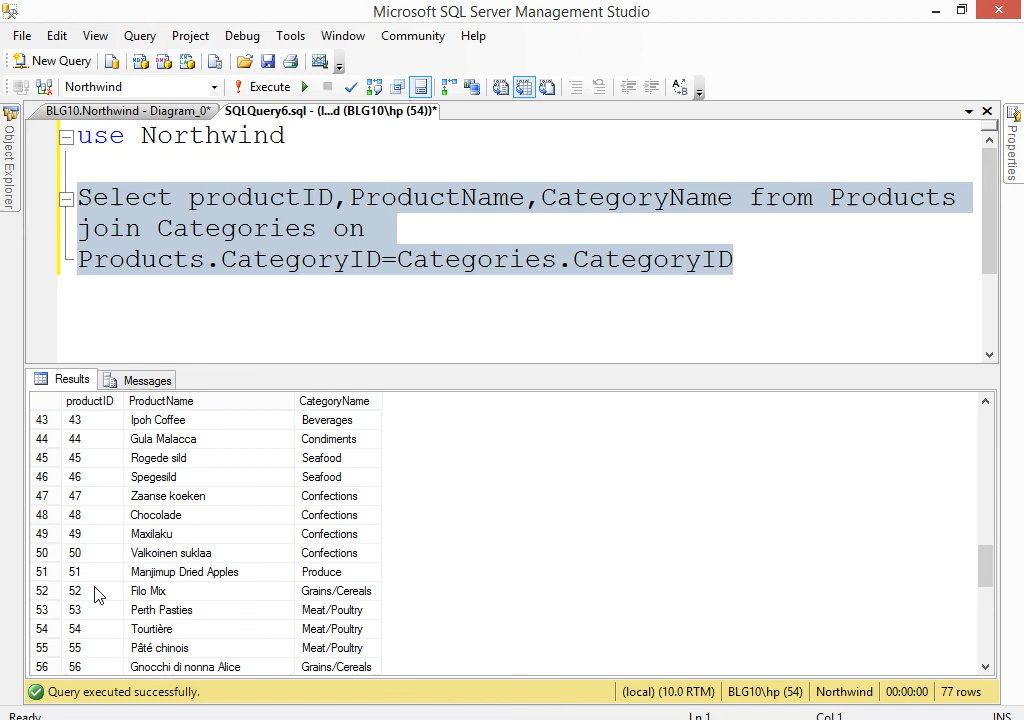 Microsoft SQL Server Management Studio
File Edit View Query Project Debug Tools Window Community Help
New Query
Northwind Execute
BLG10.Northwind - Diagram_0* SQLQuery6.sql - (l...d (BLG10\hp (54))*
Object Explorer
Properties
use Northwind
Select productID,ProductName,CategoryName from Products
join Categories on
Products.CategoryID=Categories.CategoryID
Results Messages
productID ProductName CategoryName
43 43 Ipoh Coffee Beverages
44 44 Gula Malacca Condiments
45 45 Rogede sild Seafood
46 46 Spegesild Seafood
47 47 Zaanse koeken Confections
48 48 Chocolade Confections
49 49 Maxilaku Confections
50 50 Valkoinen suklaa Confections
51 51 Manjimup Dried Apples Produce
52 52 Filo Mix Grains/Cereals
53 53 Perth Pasties Meat/Poultry
54 54 Tourtière Meat/Poultry
55 55 Pâté chinois Meat/Poultry
56 56 Gnocchi di nonna Alice Grains/Cereals
Query executed successfully. (local) (10.0 RTM) BLG10\hp (54) Northwind 00:00:00 77 rows
Ready Ln 1 Col 1 INS